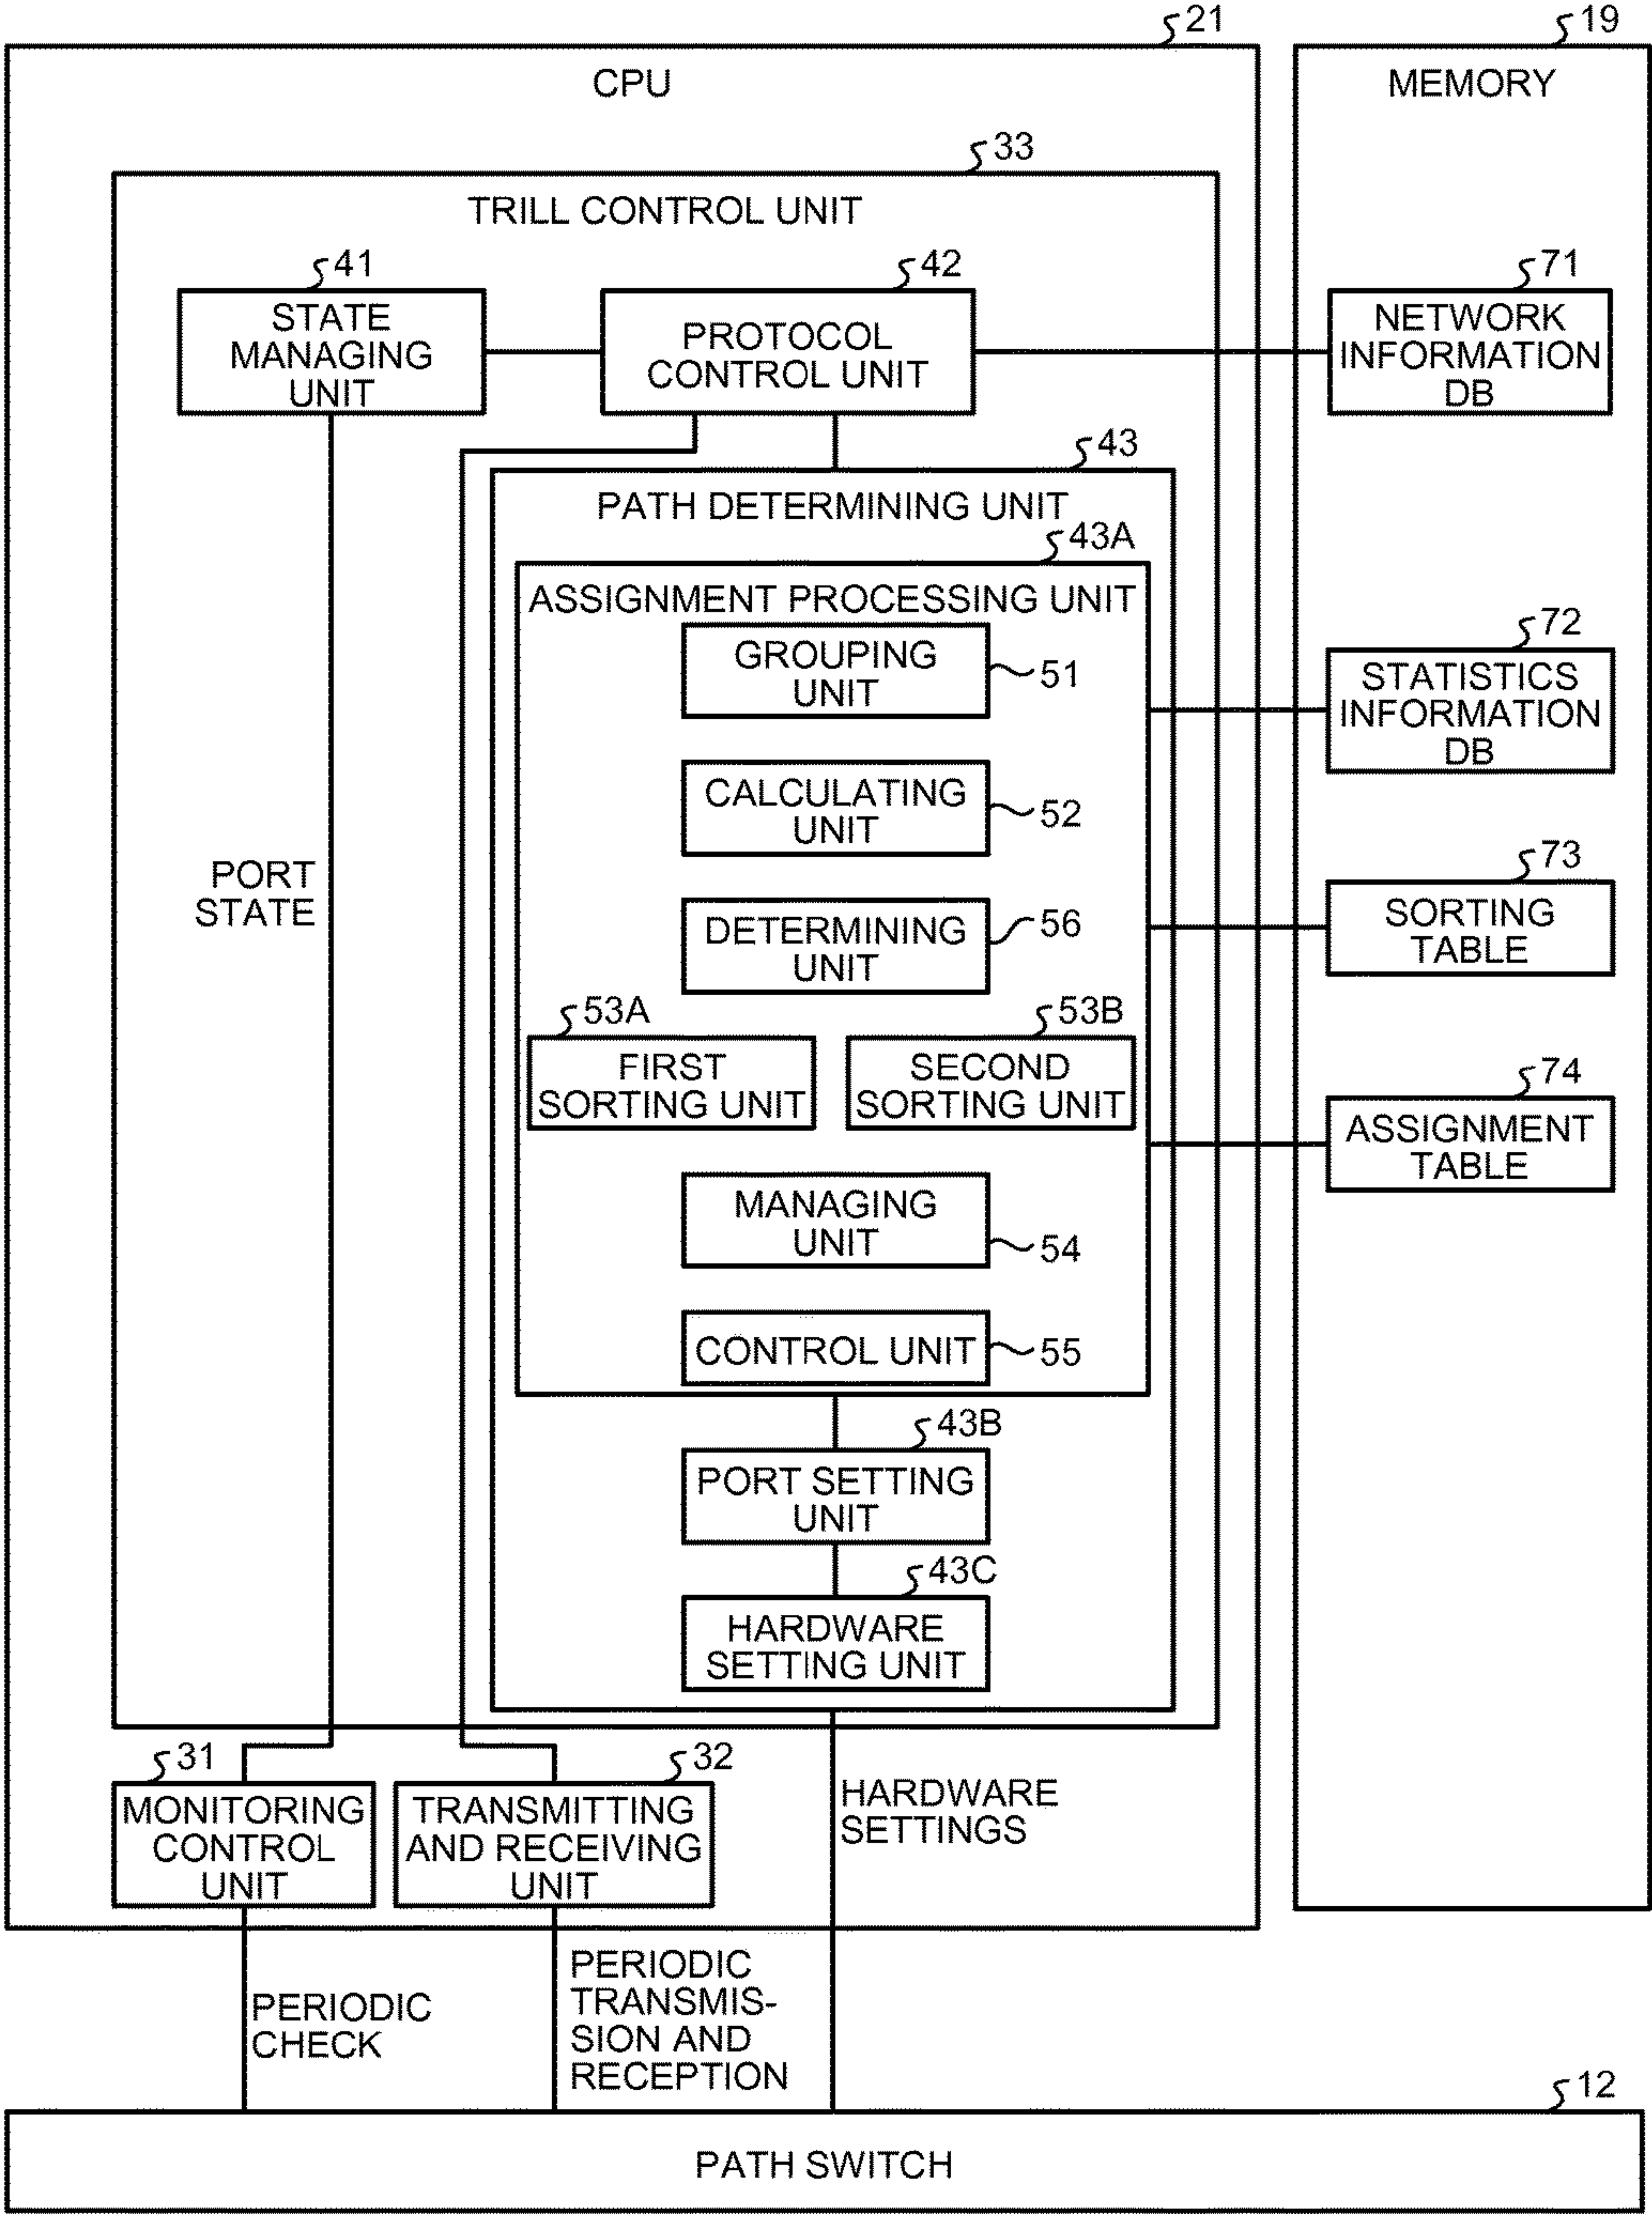 21
19
CPU
MEMORY
33
TRILL CONTROL UNIT
41
42
71
STATE
MANAGING
UNIT
PROTOCOL
CONTROL UNIT
NETWORK
INFORMATION
DB
43
PATH DETERMINING UNIT
43A
ASSIGNMENT PROCESSING UNIT
GROUPING
UNIT
51
72
STATISTICS
INFORMATION
DB
CALCULATING
UNIT
52
PORT
STATE
73
SORTING
TABLE
DETERMINING
UNIT
56
53A
53B
FIRST
SORTING UNIT
SECOND
SORTING UNIT
74
ASSIGNMENT
TABLE
MANAGING
UNIT
54
CONTROL UNIT
55
43B
PORT SETTING
UNIT
43C
HARDWARE
SETTING UNIT
31
32
MONITORING
CONTROL
UNIT
TRANSMITTING
AND RECEIVING
UNIT
HARDWARE
SETTINGS
PERIODIC
CHECK
PERIODIC
TRANSMIS-
SION AND
RECEPTION
12
PATH SWITCH